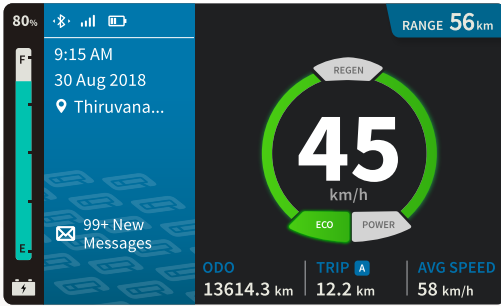 80%
RANGE 56 km
9:15 AM
30 Aug 2018
Thiruvana...
F
REGEN
45
km/h
ECO
POWER
99+ New
Messages
E
ODO
13614.3 km
TRIP A
12.2 km
AVG SPEED
58 km/h